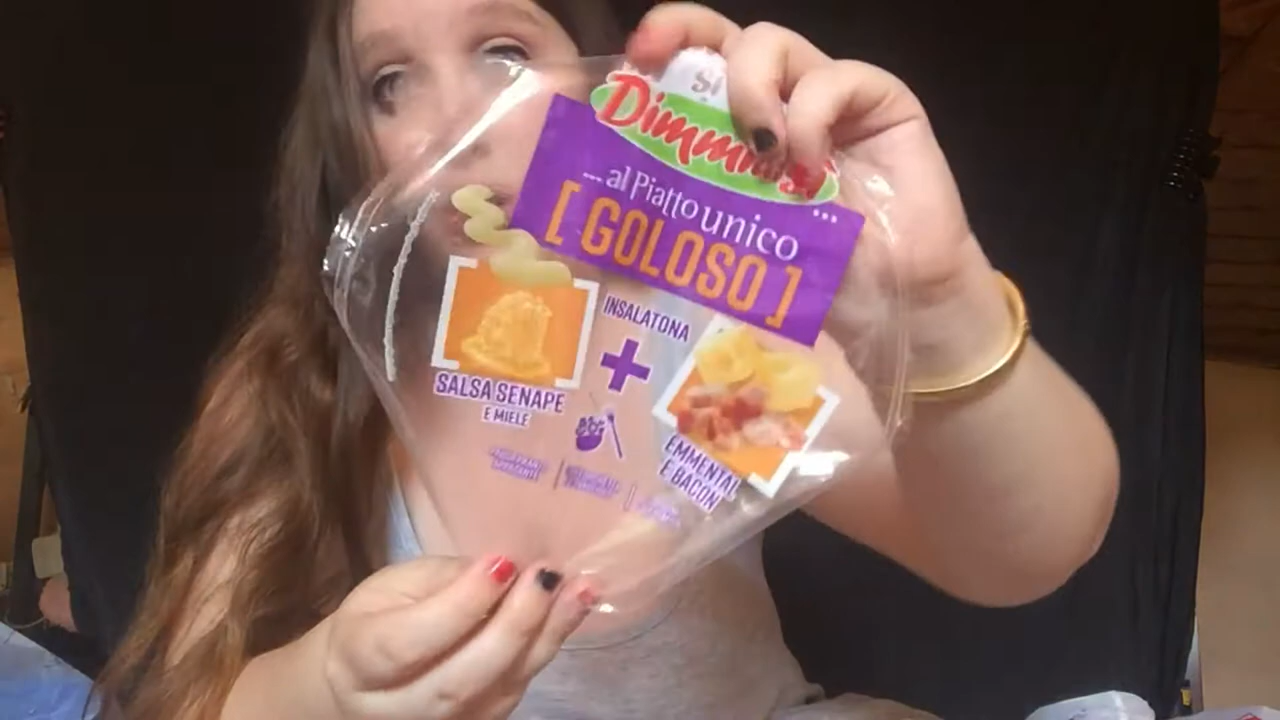 Sì
Dimmidisì
...al Piatto unico...
[ GOLOSO ]
INSALATONA
+
SALSA SENAPE
E MIELE
EMMENTAL
E BACON